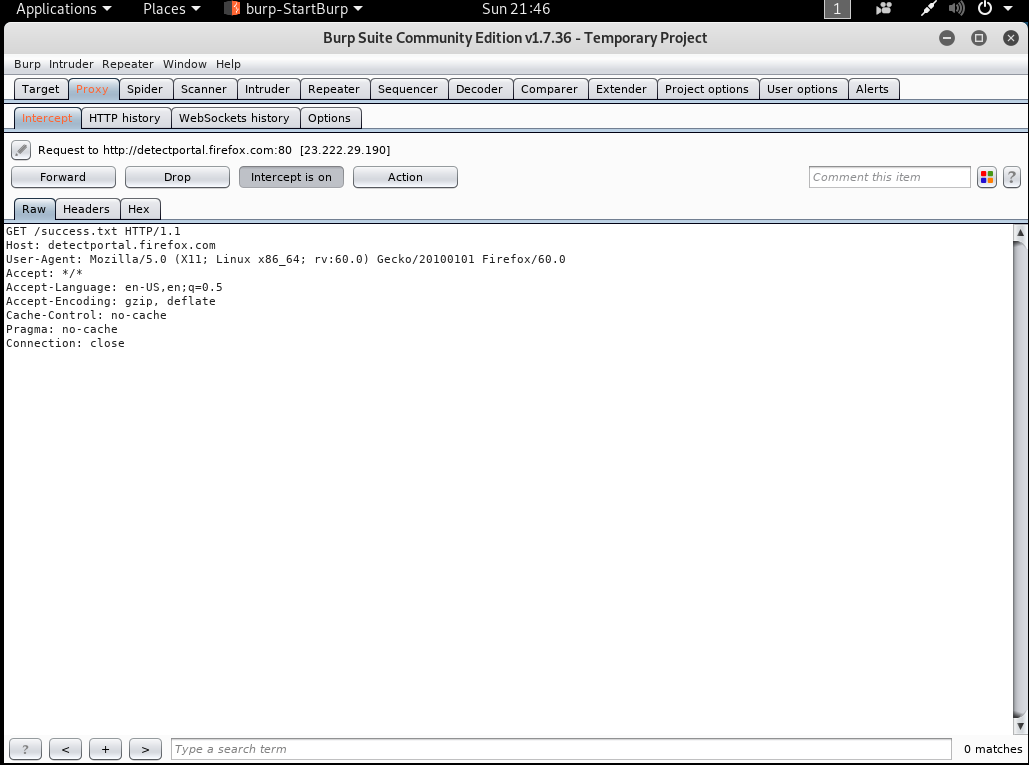 Applications Places burp-StartBurp Sun 21:46 1
Burp Suite Community Edition v1.7.36 - Temporary Project
Burp Intruder Repeater Window Help
Target Proxy Spider Scanner Intruder Repeater Sequencer Decoder Comparer Extender Project options User options Alerts
Intercept HTTP history WebSockets history Options
Request to http://detectportal.firefox.com:80 [23.222.29.190]
Forward Drop Intercept is on Action Comment this item ?
Raw Headers Hex
GET /success.txt HTTP/1.1
Host: detectportal.firefox.com
User-Agent: Mozilla/5.0 (X11; Linux x86_64; rv:60.0) Gecko/20100101 Firefox/60.0
Accept: */*
Accept-Language: en-US,en;q=0.5
Accept-Encoding: gzip, deflate
Cache-Control: no-cache
Pragma: no-cache
Connection: close
? < + > Type a search term 0 matches